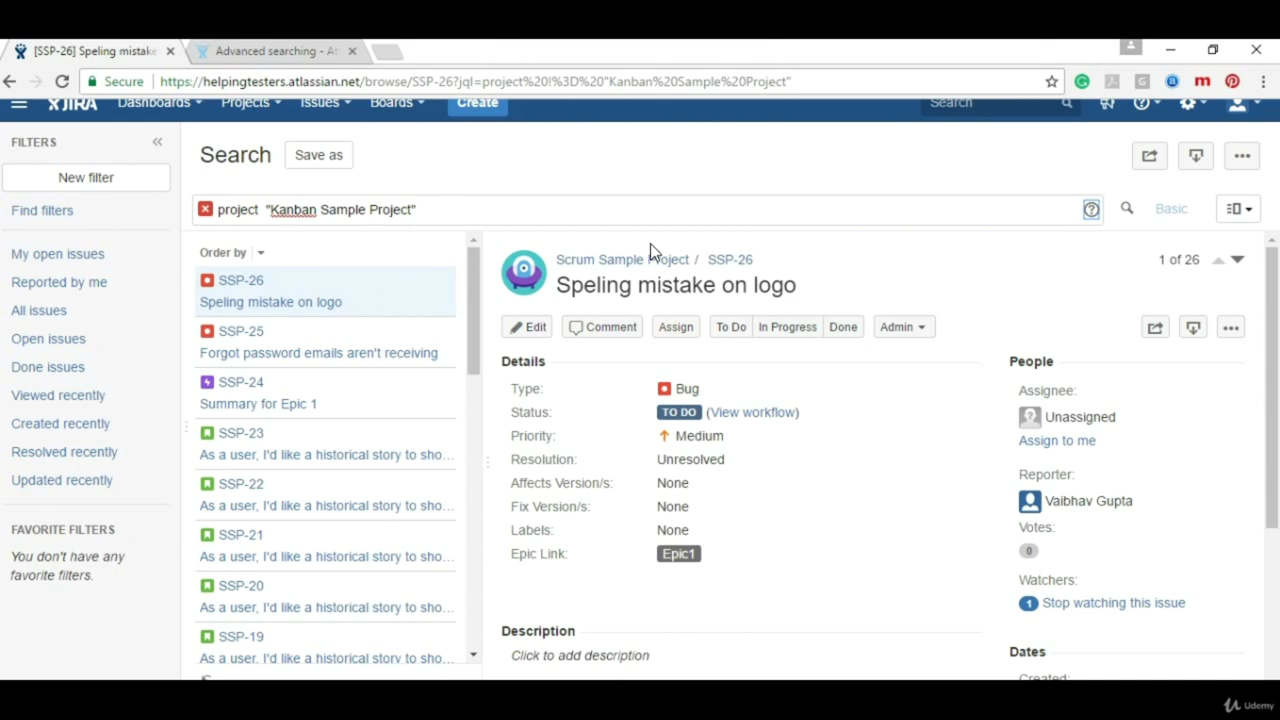 [SSP-26] Speling mistake
Advanced searching - At
Secure https://helpingtesters.atlassian.net/browse/SSP-26?jql=project%20!%3D%20"Kanban%20Sample%20Project"
JIRA Dashboards Projects Issues Boards Create Search
FILTERS
New filter
Find filters
My open issues
Reported by me
All issues
Open issues
Done issues
Viewed recently
Created recently
Resolved recently
Updated recently
FAVORITE FILTERS
You don't have any
favorite filters.
Search Save as
project "Kanban Sample Project"
Basic
Order by
SSP-26
Speling mistake on logo
SSP-25
Forgot password emails aren't receiving
SSP-24
Summary for Epic 1
SSP-23
As a user, I'd like a historical story to sho...
SSP-22
As a user, I'd like a historical story to sho...
SSP-21
As a user, I'd like a historical story to sho...
SSP-20
As a user, I'd like a historical story to sho...
SSP-19
As a user, I'd like a historical story to sho...
Scrum Sample Project / SSP-26
1 of 26
Speling mistake on logo
Edit Comment Assign To Do In Progress Done Admin
Details
Type: Bug
Status: TO DO (View workflow)
Priority: Medium
Resolution: Unresolved
Affects Version/s: None
Fix Version/s: None
Labels: None
Epic Link: Epic1
Description
Click to add description
People
Assignee:
Unassigned
Assign to me
Reporter:
Vaibhav Gupta
Votes:
0
Watchers:
1 Stop watching this issue
Dates
Created:
Udemy